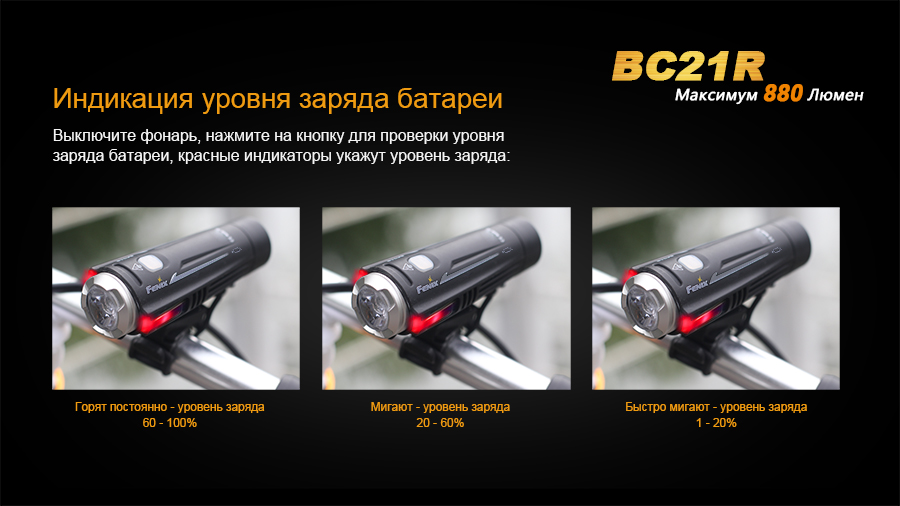 BC21R
Максимум 880 Люмен
Индикация уровня заряда батареи
Выключите фонарь, нажмите на кнопку для проверки уровня
заряда батареи, красные индикаторы укажут уровень заряда:
FENIX
FENIX
FENIX
Горят постоянно - уровень заряда
60 - 100%
Мигают - уровень заряда
20 - 60%
Быстро мигают - уровень заряда
1 - 20%